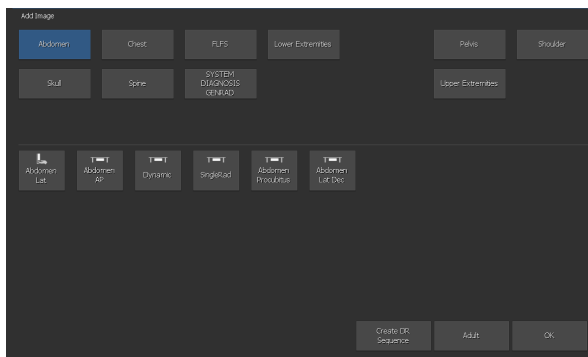 Add Image
Abdomen
Chest
FLFS
Lower Extremities
Pelvis
Shoulder
Skull
Spine
SYSTEM
DIAGNOSIS
GENRAD
Upper Extremities
Abdomen
Lat
Abdomen
AP
Dynamic
SingleRad
Abdomen
Procubitus
Abdomen
Lat Dec
Create DR
Sequence
Adult
OK